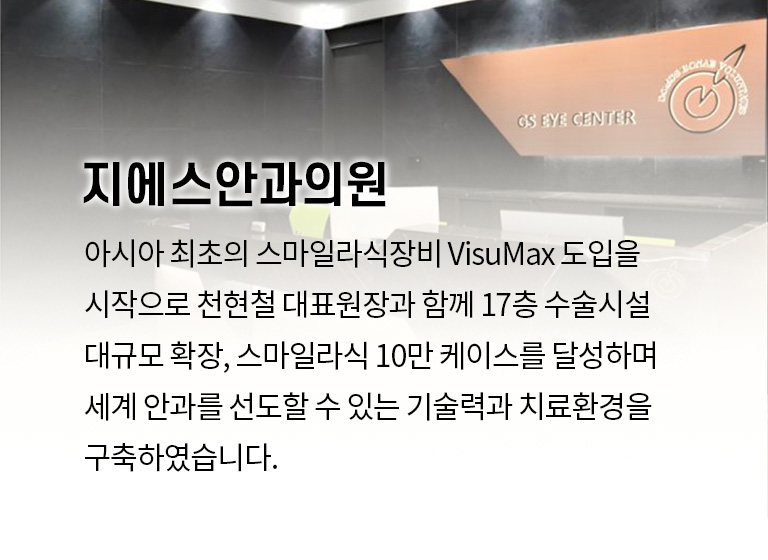 GS EYE CENTER
지에스안과의원
아시아 최초의 스마일라식장비 VisuMax 도입을
시작으로 천현철 대표원장과 함께 17층 수술시설
대규모 확장, 스마일라식 10만 케이스를 달성하며
세계 안과를 선도할 수 있는 기술력과 치료환경을
구축하였습니다.